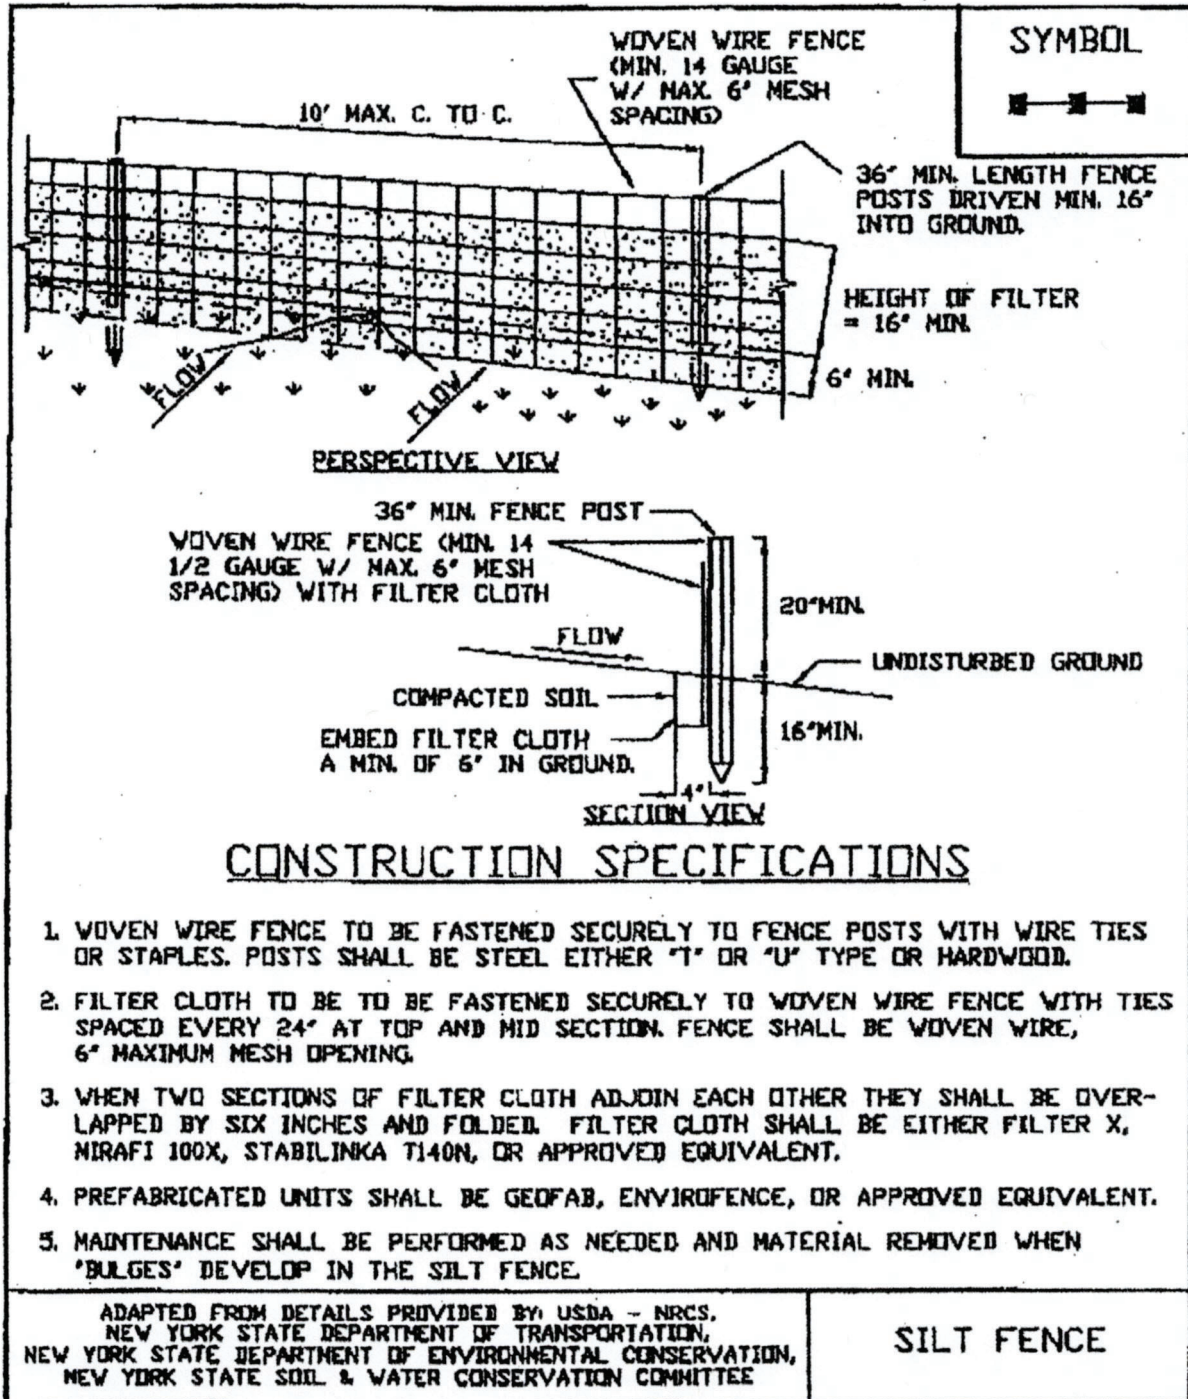 WOVEN WIRE FENCE
(MIN. 14 GAUGE
W/ MAX. 6" MESH
SPACING)
SYMBOL
10' MAX. C. TO C.
36" MIN. LENGTH FENCE
POSTS DRIVEN MIN. 16"
INTO GROUND.
HEIGHT OF FILTER
= 16" MIN.
6" MIN.
FLOW
FLOW
PERSPECTIVE VIEW
36" MIN. FENCE POST
WOVEN WIRE FENCE (MIN. 14
1/2 GAUGE W/ MAX. 6" MESH
SPACING) WITH FILTER CLOTH
20"MIN.
FLOW
UNDISTURBED GROUND
COMPACTED SOIL
EMBED FILTER CLOTH
A MIN. OF 6" IN GROUND.
16"MIN.
4"
SECTION VIEW
CONSTRUCTION SPECIFICATIONS
1. WOVEN WIRE FENCE TO BE FASTENED SECURELY TO FENCE POSTS WITH WIRE TIES
OR STAPLES. POSTS SHALL BE STEEL EITHER "T" OR "U" TYPE OR HARDWOOD.
2. FILTER CLOTH TO BE TO BE FASTENED SECURELY TO WOVEN WIRE FENCE WITH TIES
SPACED EVERY 24" AT TOP AND MID SECTION. FENCE SHALL BE WOVEN WIRE,
6" MAXIMUM MESH OPENING.
3. WHEN TWO SECTIONS OF FILTER CLOTH ADJOIN EACH OTHER THEY SHALL BE OVER-
LAPPED BY SIX INCHES AND FOLDED. FILTER CLOTH SHALL BE EITHER FILTER X,
MIRAFI 100X, STABILINKA T140N, OR APPROVED EQUIVALENT.
4. PREFABRICATED UNITS SHALL BE GEOFAB, ENVIROFENCE, OR APPROVED EQUIVALENT.
5. MAINTENANCE SHALL BE PERFORMED AS NEEDED AND MATERIAL REMOVED WHEN
"BULGES" DEVELOP IN THE SILT FENCE.
ADAPTED FROM DETAILS PROVIDED BY: USDA - NRCS,
NEW YORK STATE DEPARTMENT OF TRANSPORTATION,
NEW YORK STATE DEPARTMENT OF ENVIRONMENTAL CONSERVATION,
NEW YORK STATE SOIL & WATER CONSERVATION COMMITTEE
SILT FENCE